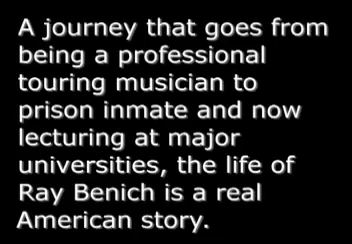 A journey that goes from
being a professional
touring musician to
prison inmate and now
lecturing at major
universities, the life of
Ray Benich is a real
American story.